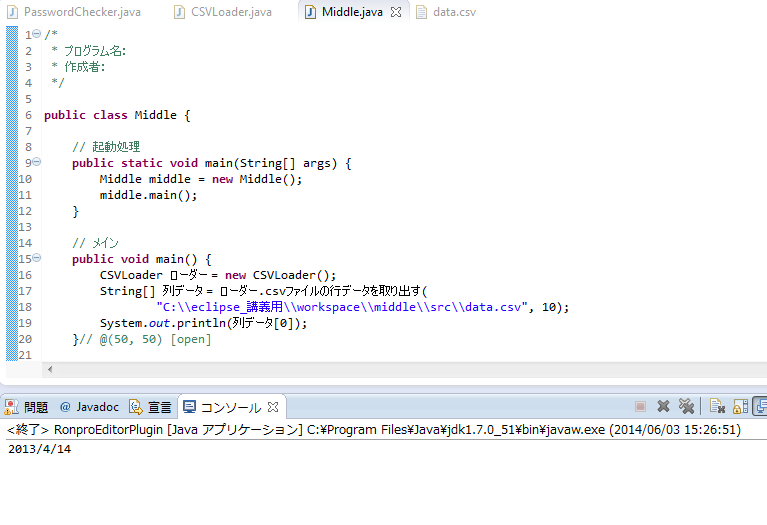 PasswordChecker.java CSVLoader.java Middle.java data.csv
1 /*
2  * プログラム名:
3  * 作成者:
4  */
5
6 public class Middle {
7
8     // 起動処理
9     public static void main(String[] args) {
10         Middle middle = new Middle();
11         middle.main();
12     }
13
14     // メイン
15     public void main() {
16         CSVLoader ローダー = new CSVLoader();
17         String[] 列データ = ローダー.csvファイルの行データを取り出す(
18                 "C:\\eclipse_講義用\\workspace\\middle\\src\\data.csv", 10);
19         System.out.println(列データ[0]);
20     }// @(50, 50) [open]
21
問題 @ Javadoc 宣言 コンソール
<終了> RonproEditorPlugin [Java アプリケーション] C:¥Program Files¥Java¥jdk1.7.0_51¥bin¥javaw.exe (2014/06/03 15:26:51)
2013/4/14